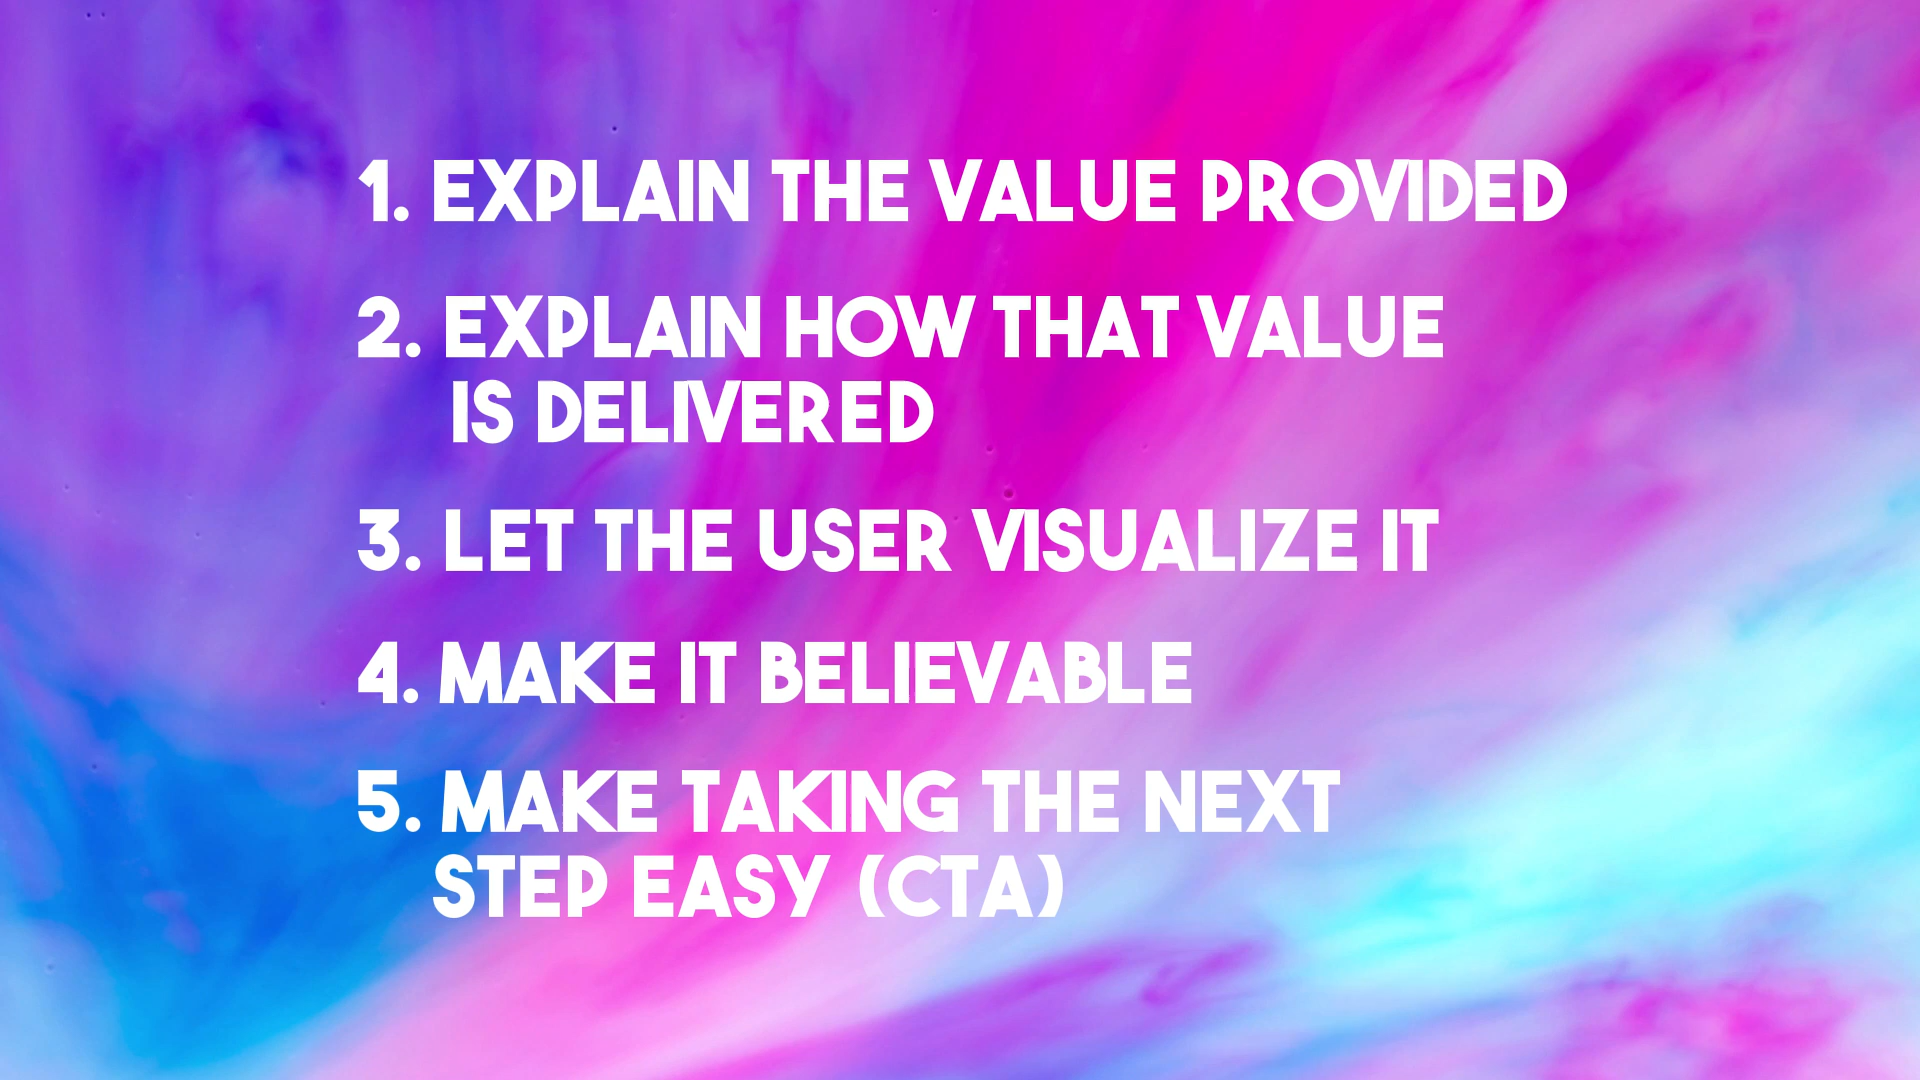 1. EXPLAIN THE VALUE PROVIDED
2. EXPLAIN HOW THAT VALUE
IS DELIVERED
3. LET THE USER VISUALIZE IT
4. MAKE IT BELIEVABLE
5. MAKE TAKING THE NEXT
STEP EASY (CTA)